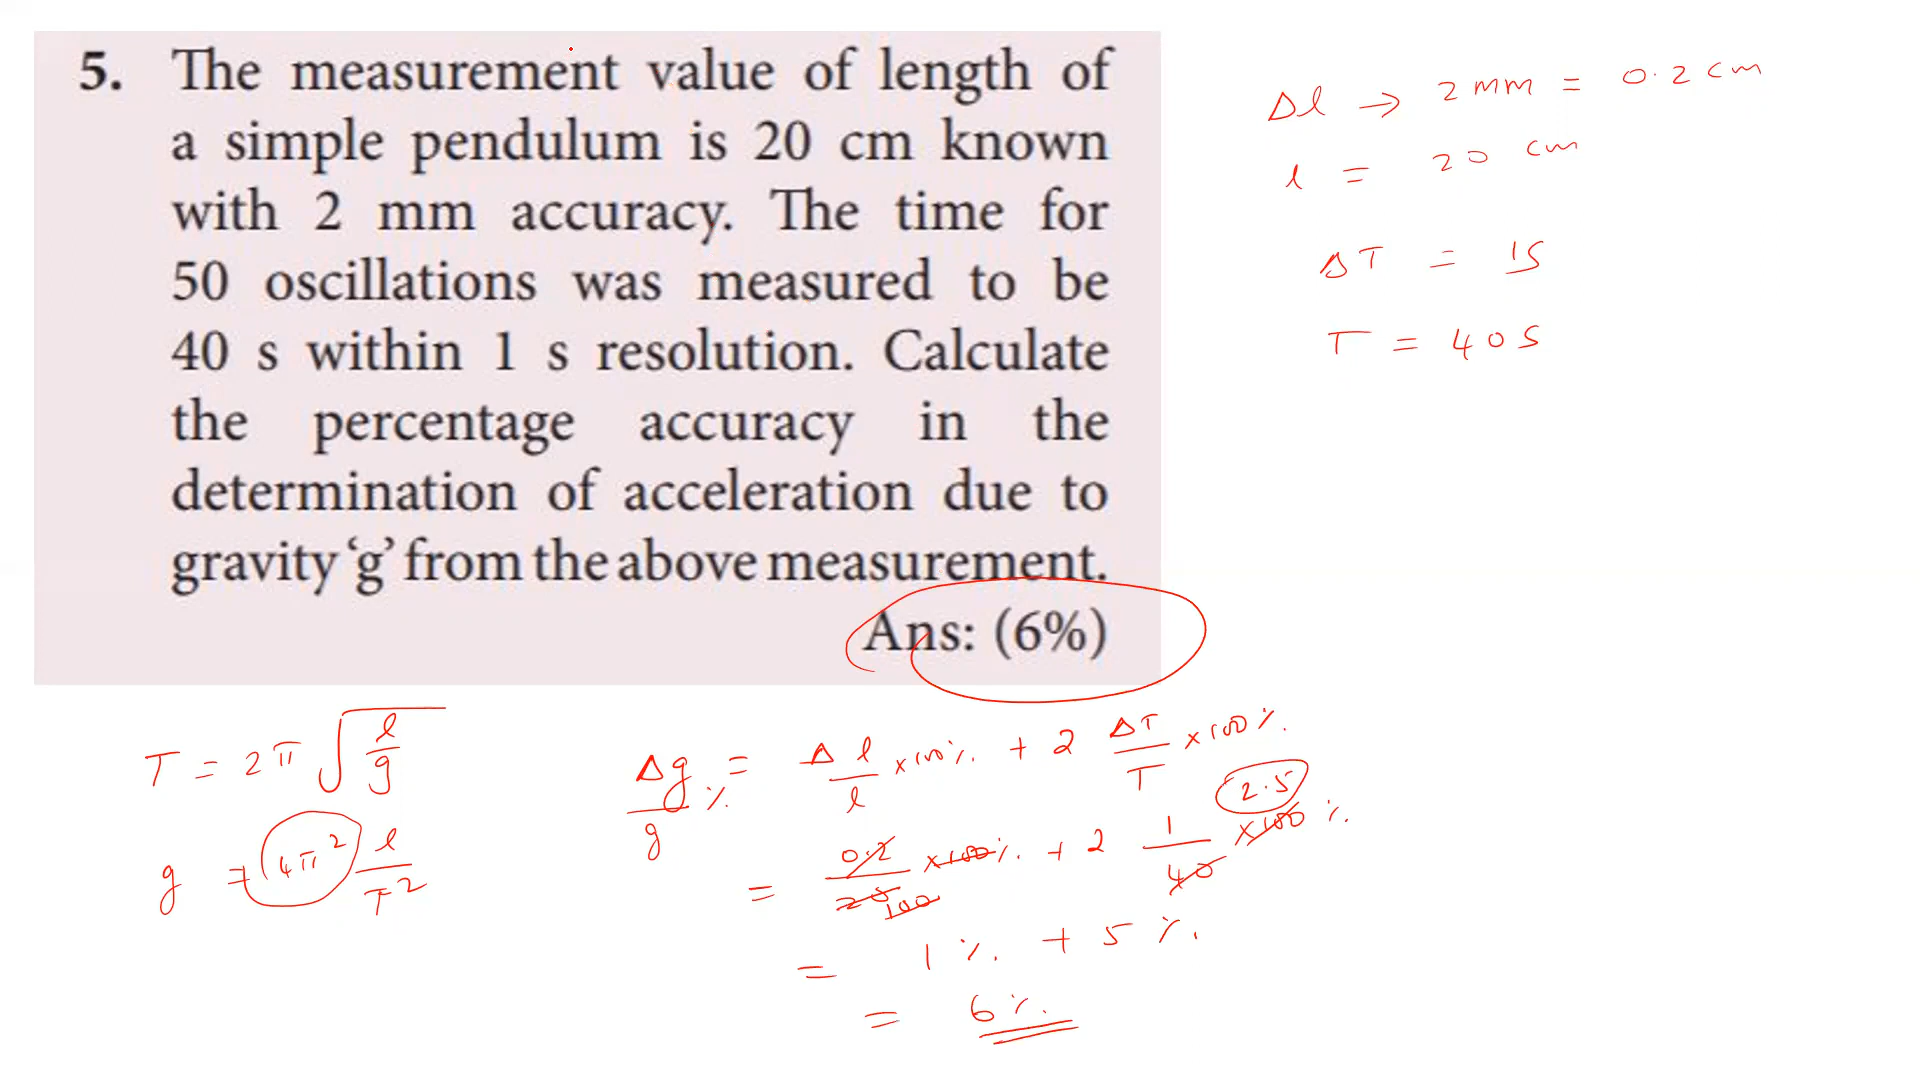 5. The measurement value of length of
a simple pendulum is 20 cm known
with 2 mm accuracy. The time for
50 oscillations was measured to be
40 s within 1 s resolution. Calculate
the percentage accuracy in the
determination of acceleration due to
gravity ‘g’ from the above measurement.
Ans: (6%)
Δl → 2 mm = 0.2 cm
l = 20 cm
ΔT = 1s
T = 40s
T = 2π √(l/g)
g = 4π² l/T²
Δg/g % = Δl/l × 100 % + 2 ΔT/T × 100 %.
= 0.2/20 × 100 %. + 2 1/40 × 100 %.
100
2.5
= 1 %. + 5 %.
= 6 %.